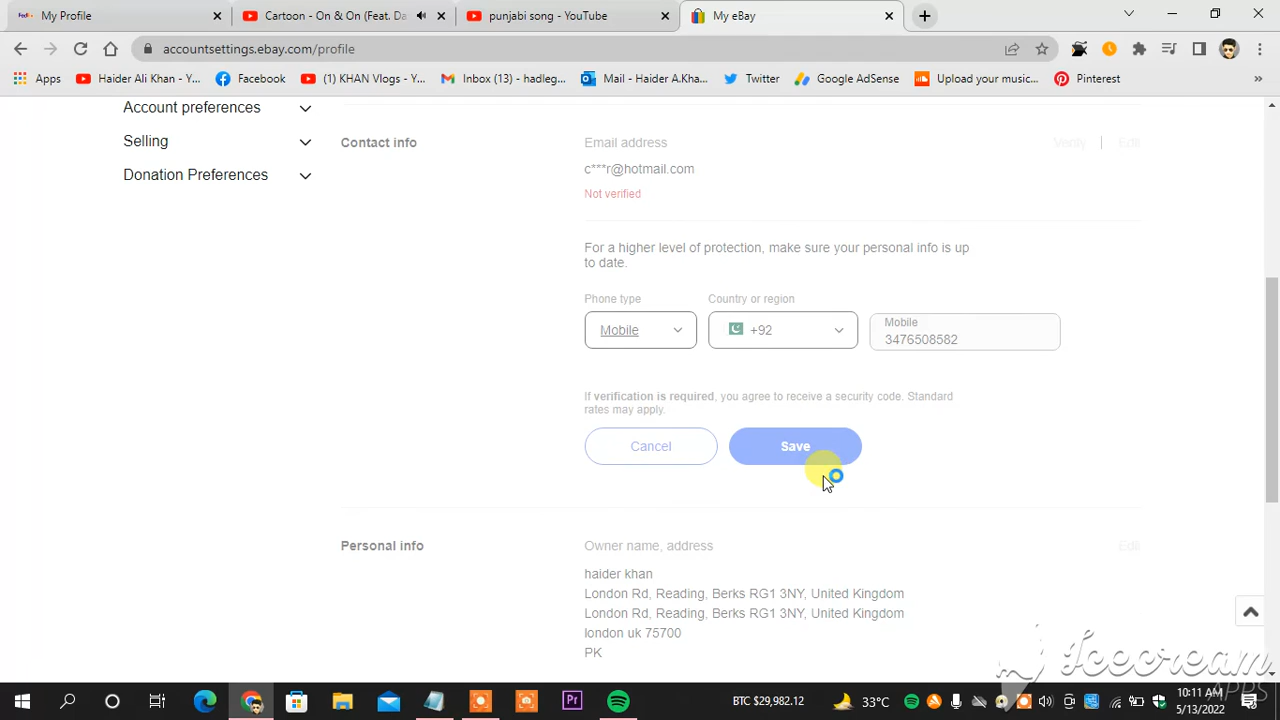 My Profile
Cartoon - On & On (Feat. Da
punjabi song - YouTube
My eBay
accountsettings.ebay.com/profile
Apps
Haider Ali Khan - Y...
Facebook
(1) KHAN Vlogs - Y...
Inbox (13) - hadleg...
Mail - Haider A.Kha...
Twitter
Google AdSense
Upload your music...
Pinterest
»
Account preferences
Selling
Donation Preferences
Contact info
Email address
Verify | Edit
c***r@hotmail.com
Not verified
For a higher level of protection, make sure your personal info is up
to date.
Phone type
Country or region
Mobile
+92
Mobile
3476508582
If verification is required, you agree to receive a security code. Standard
rates may apply.
Cancel
Save
Personal info
Owner name, address
Edit
haider khan
London Rd, Reading, Berks RG1 3NY, United Kingdom
London Rd, Reading, Berks RG1 3NY, United Kingdom
london uk 75700
PK
Icecream
APPS
BTC $29,982.12
33°C
10:11 AM
5/13/2022